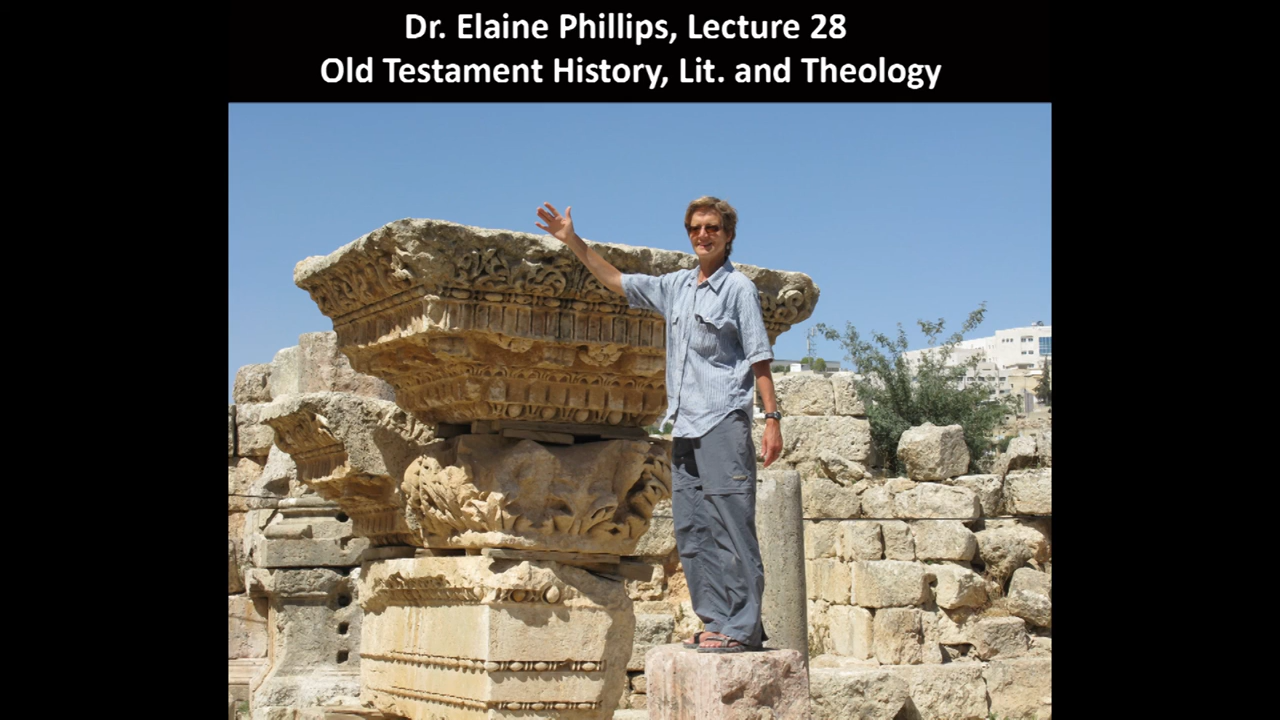 Dr. Elaine Phillips, Lecture 28
Old Testament History, Lit. and Theology